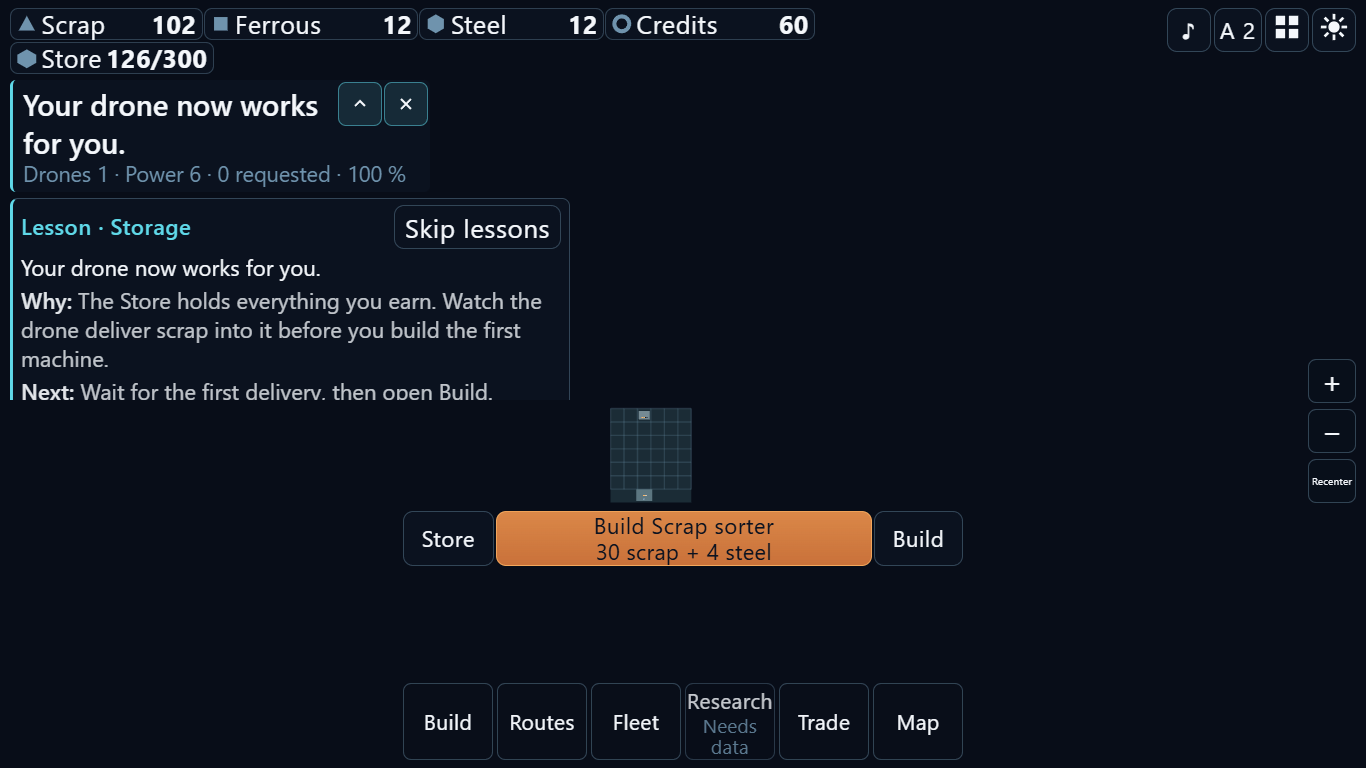 Scrap 102
Ferrous 12
Steel 12
Credits 60
A 2
Store 126/300
Your drone now works
for you.
Drones 1 · Power 6 · 0 requested · 100 %
Lesson · Storage
Skip lessons
Your drone now works for you.
Why: The Store holds everything you earn. Watch the
drone deliver scrap into it before you build the first
machine.
Next: Wait for the first delivery, then open Build.
+
–
Recenter
Store
Build Scrap sorter
30 scrap + 4 steel
Build
Build
Routes
Fleet
Research
Needs
data
Trade
Map